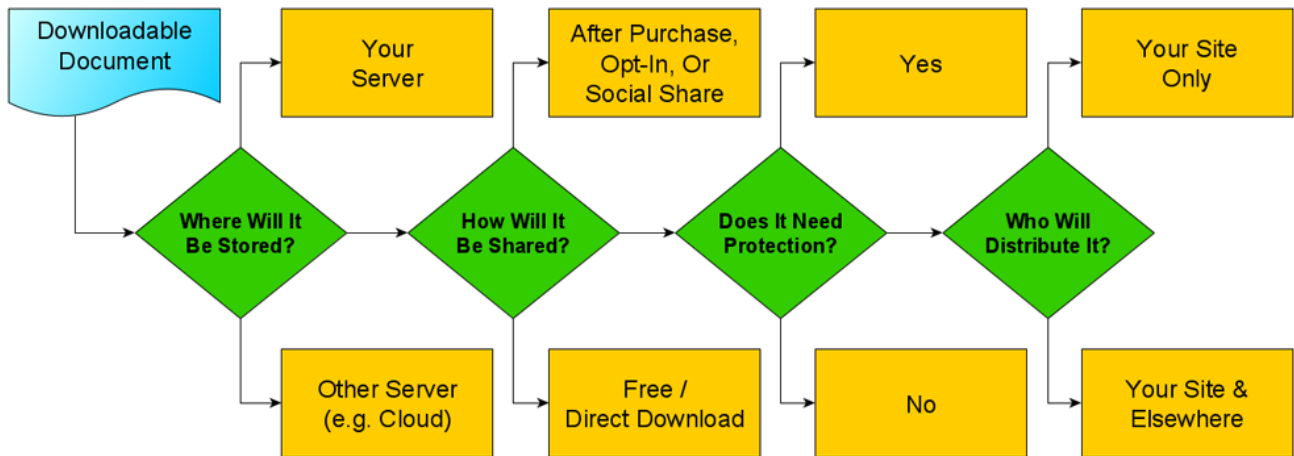 Downloadable
Document
Your
Server
After Purchase,
Opt-In, Or
Social Share
Yes
Your Site
Only
Where Will It
Be Stored?
How Will It
Be Shared?
Does It Need
Protection?
Who Will
Distribute It?
Other Server
(e.g. Cloud)
Free /
Direct Download
No
Your Site &
Elsewhere